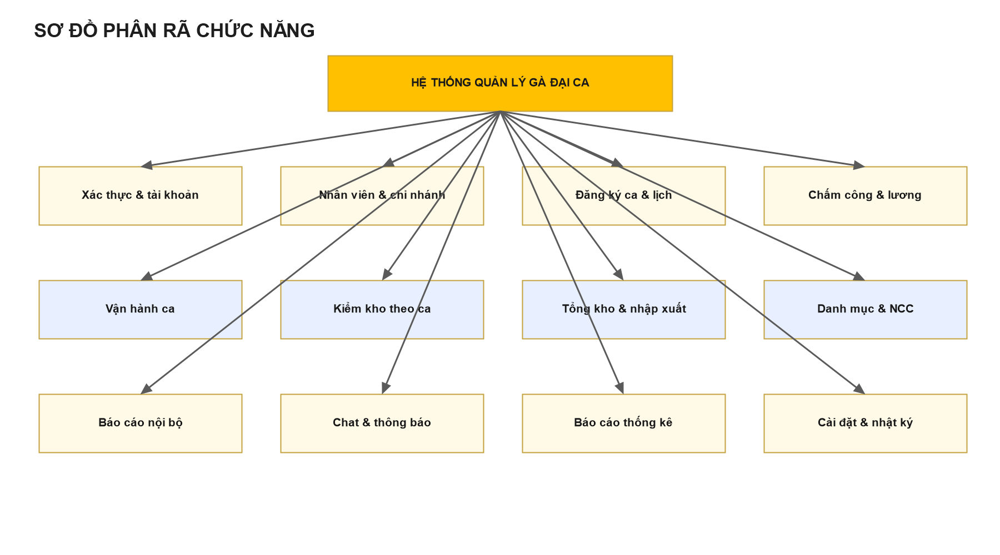 SƠ ĐỒ PHÂN RÃ CHỨC NĂNG
HỆ THỐNG QUẢN LÝ GÀ ĐẠI CA
Xác thực & tài khoản
Nhân viên & chi nhánh
Đăng ký ca & lịch
Chấm công & lương
Vận hành ca
Kiểm kho theo ca
Tổng kho & nhập xuất
Danh mục & NCC
Báo cáo nội bộ
Chat & thông báo
Báo cáo thống kê
Cài đặt & nhật ký